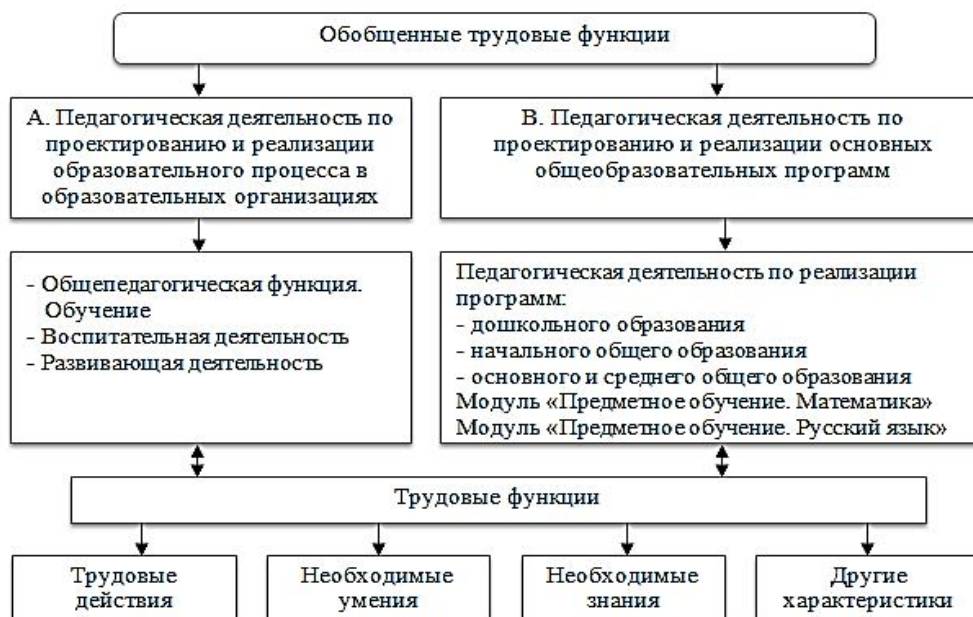 Обобщенные трудовые функции
А. Педагогическая деятельность по
проектированию и реализации
образовательного процесса в
образовательных организациях
В. Педагогическая деятельность по
проектированию и реализации основных
общеобразовательных программ
- Общепедагогическая функция.
Обучение
- Воспитательная деятельность
- Развивающая деятельность
Педагогическая деятельность по реализации
программ:
- дошкольного образования
- начального общего образования
- основного и среднего общего образования
Модуль «Предметное обучение. Математика»
Модуль «Предметное обучение. Русский язык»
Трудовые функции
Трудовые
действия
Необходимые
умения
Необходимые
знания
Другие
характеристики